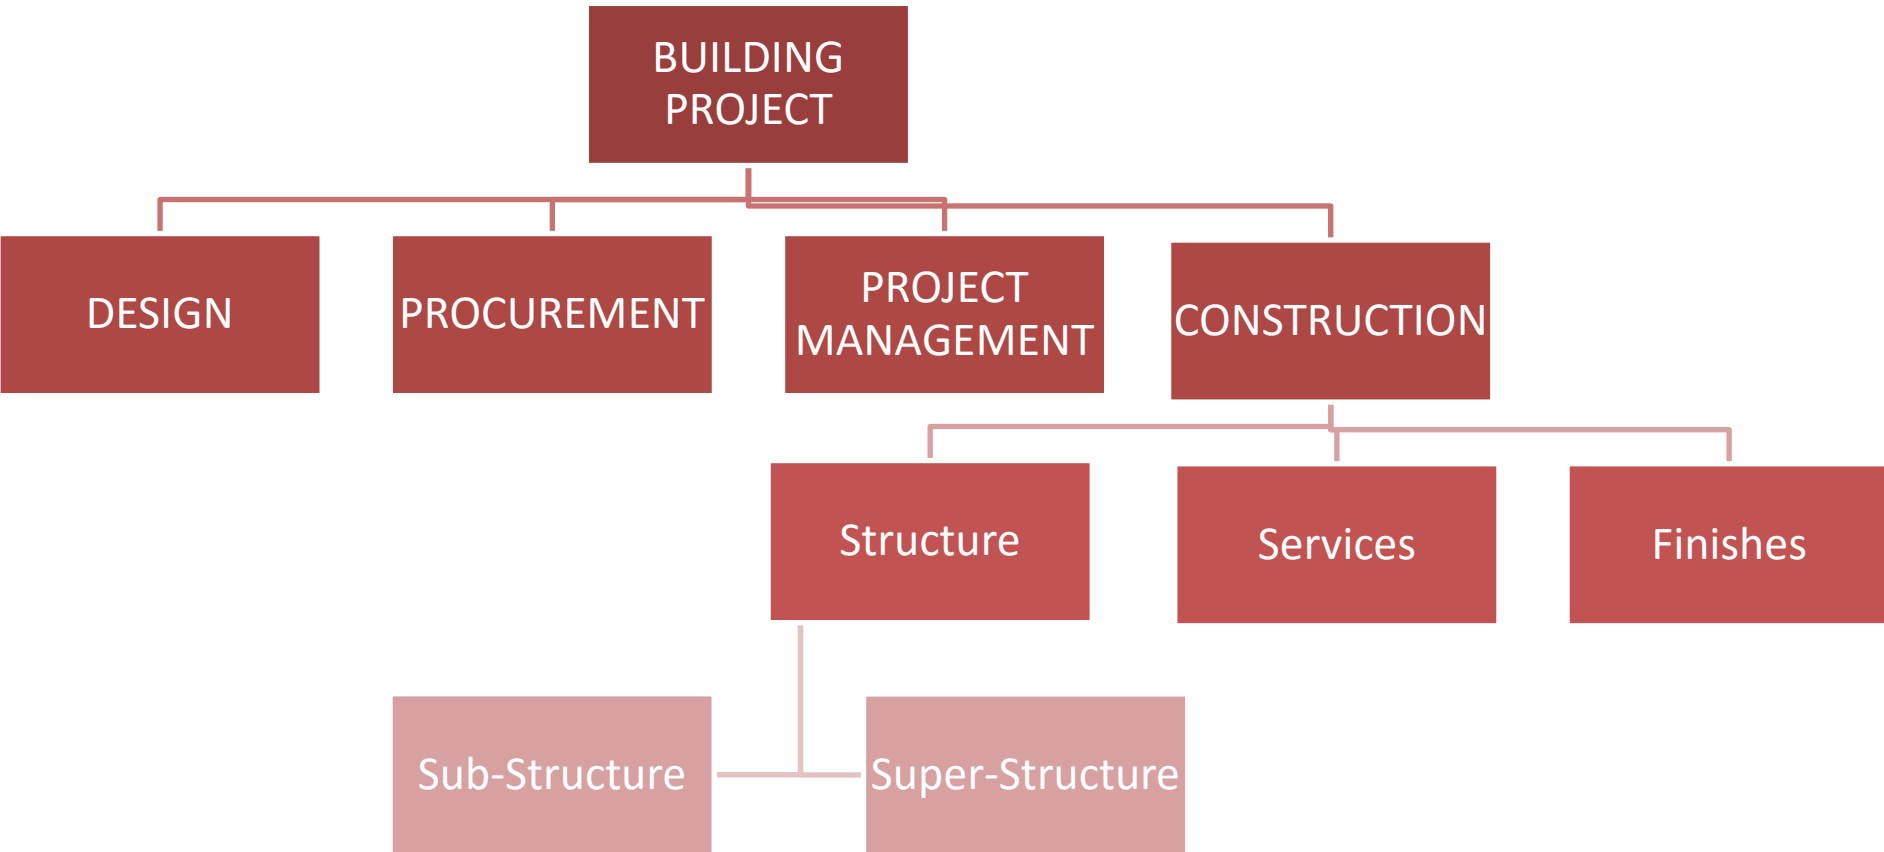 BUILDING
PROJECT
DESIGN
PROCUREMENT
PROJECT
MANAGEMENT
CONSTRUCTION
Structure
Services
Finishes
Sub-Structure
Super-Structure